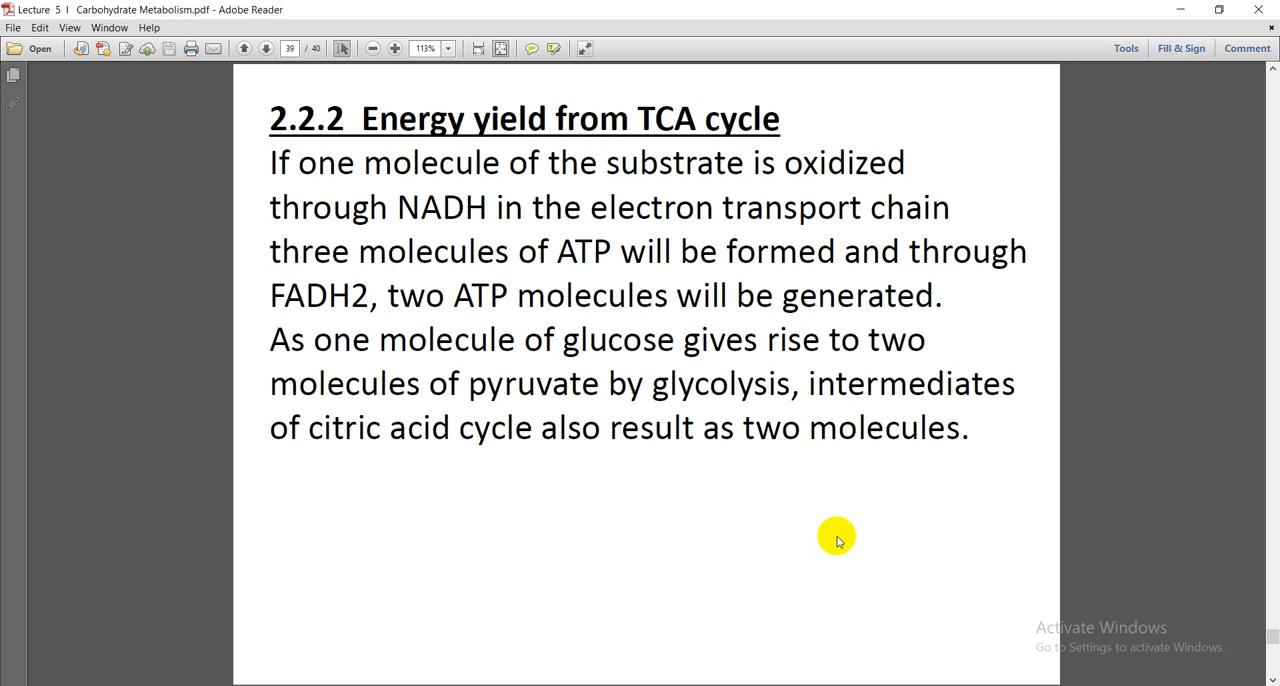 Lecture 5 I Carbohydrate Metabolism.pdf - Adobe Reader
File Edit View Window Help
Open 39 / 40 113% Tools Fill & Sign Comment
2.2.2 Energy yield from TCA cycle
If one molecule of the substrate is oxidized
through NADH in the electron transport chain
three molecules of ATP will be formed and through
FADH2, two ATP molecules will be generated.
As one molecule of glucose gives rise to two
molecules of pyruvate by glycolysis, intermediates
of citric acid cycle also result as two molecules.
Activate Windows
Go to Settings to activate Windows.